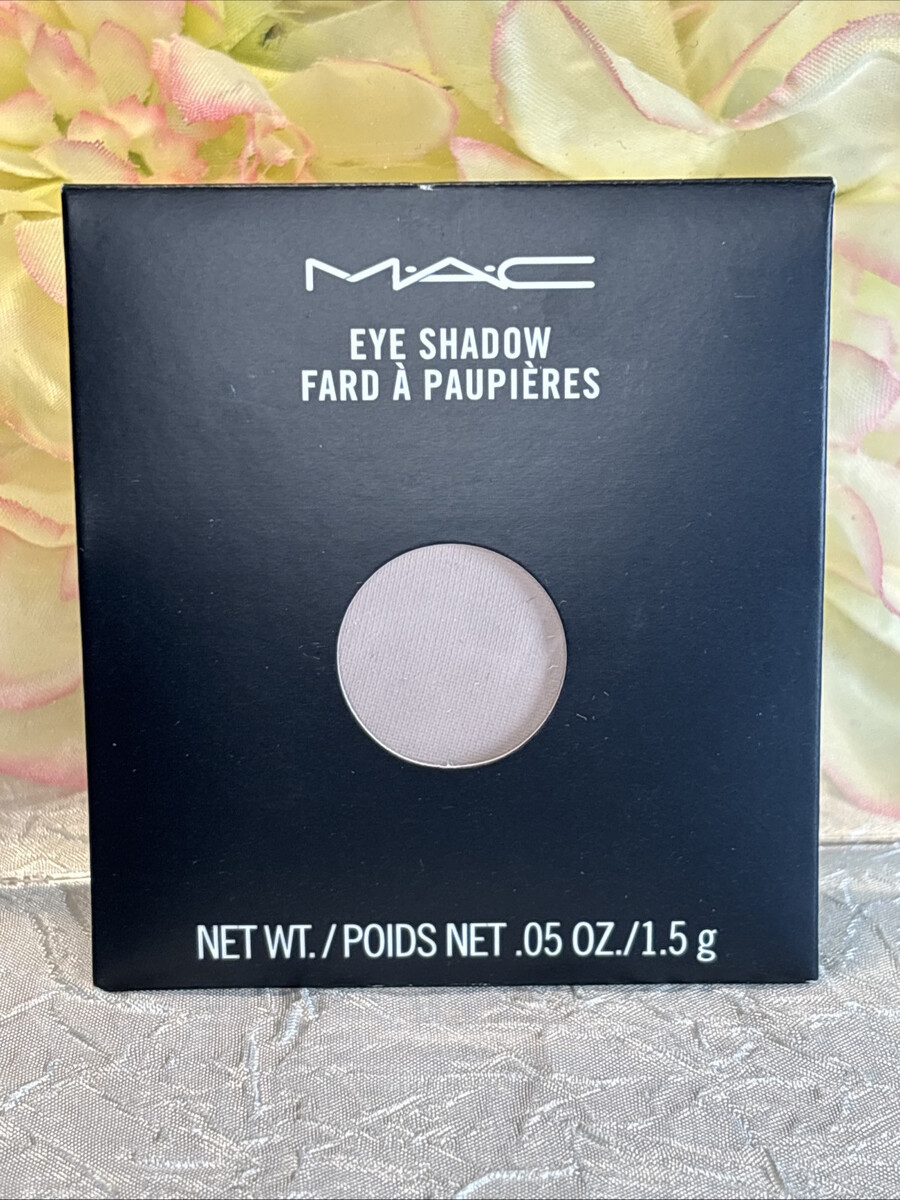 M·A·C
EYE SHADOW
FARD À PAUPIÈRES
NET WT. / POIDS NET .05 OZ./1.5 g